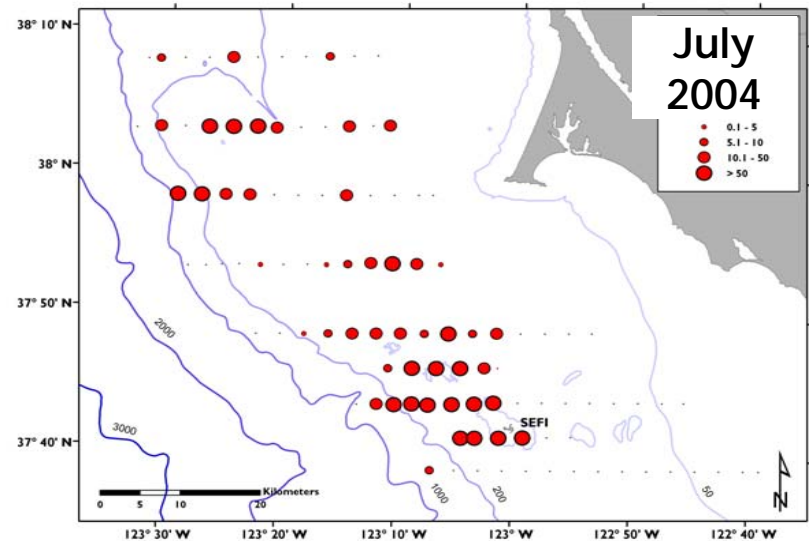 July
2004
0.1 - 5
5.1 - 10
10.1 - 50
> 50
38° 10' N
38° N
37° 50' N
37° 40' N
2000
3000
1000
200
50
SEFI
Kilometers
0 5 10 20
N
123° 30' W 123° 20' W 123° 10' W 123° W 122° 50' W 122° 40' W